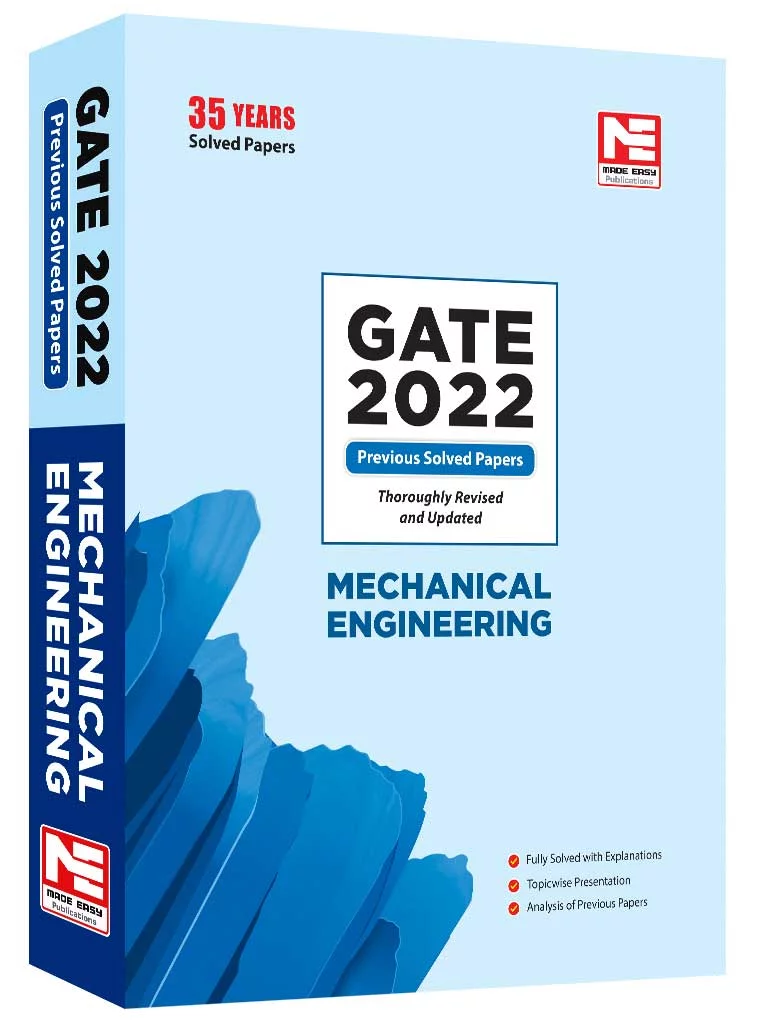 GATE 2022
Previous Solved Papers
MECHANICAL
ENGINEERING
ME
MADE EASY
Publications
35 YEARS
Solved Papers
ME
MADE EASY
Publications
GATE
2022
Previous Solved Papers
Thoroughly Revised
and Updated
MECHANICAL
ENGINEERING
Fully Solved with Explanations
Topicwise Presentation
Analysis of Previous Papers